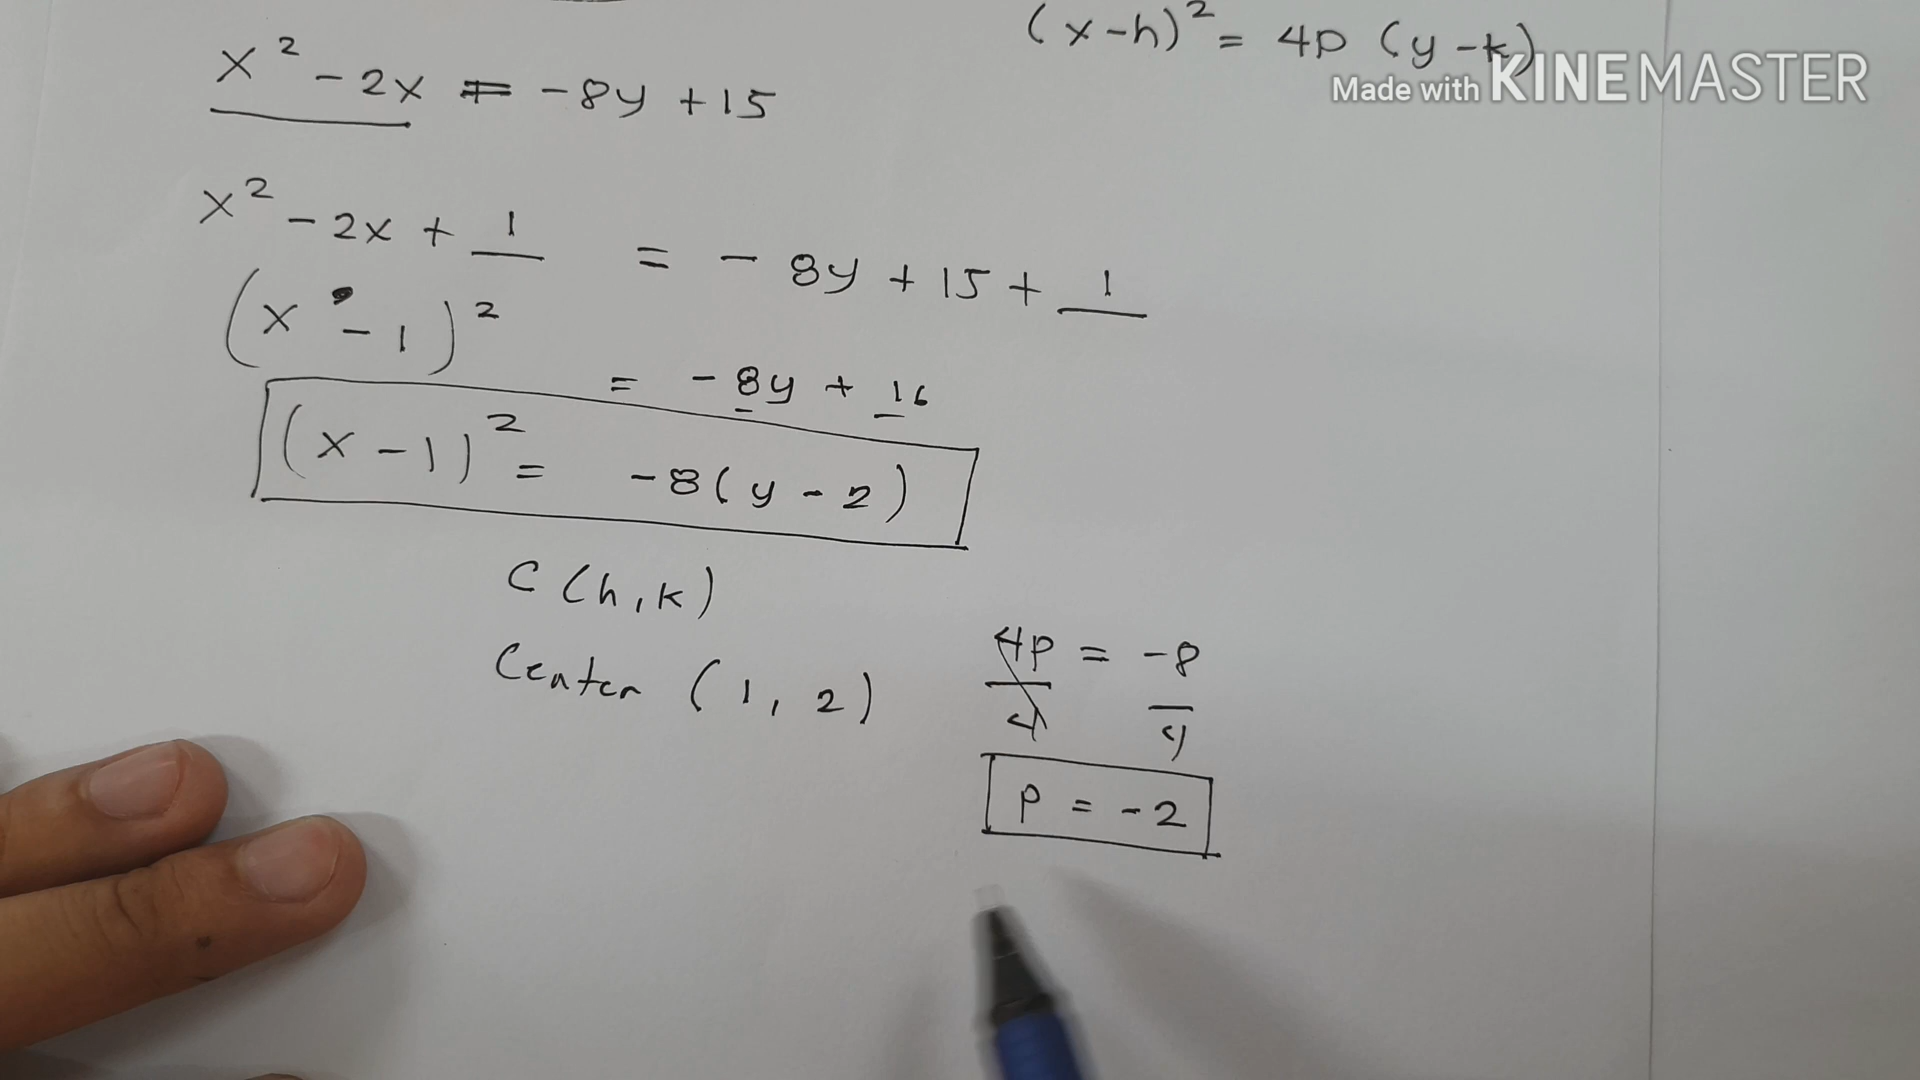 (x-h)² = 4p (y-k)
Made with KINEMASTER
x² - 2x = -8y + 15
x² - 2x + 1 = - 8y + 15 + 1
(x - 1)² = - 8y + 16
(x - 1)² = -8(y - 2)
C (h, k)
Center (1, 2)
4p = -8
4 4
p = -2